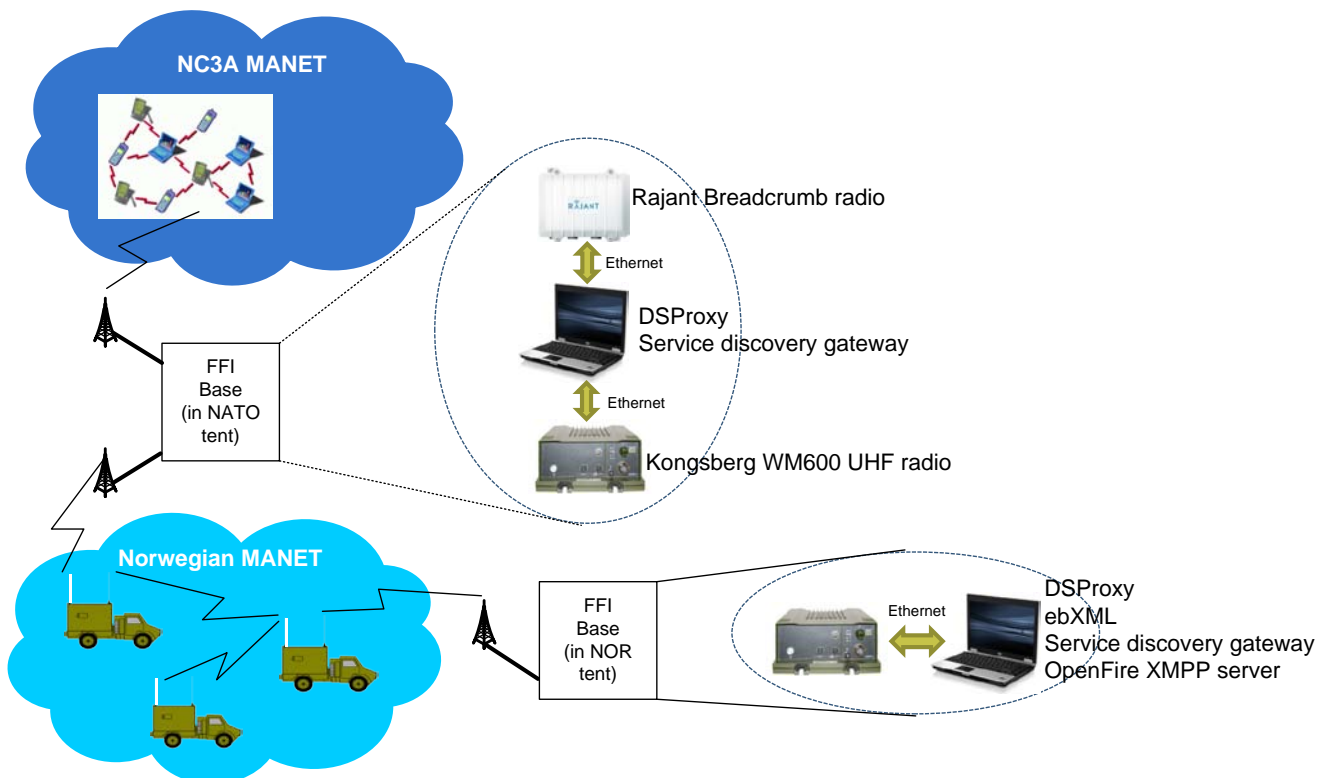 NC3A MANET
RAJANT
Rajant Breadcrumb radio
Ethernet
DSProxy
Service discovery gateway
Ethernet
Kongsberg WM600 UHF radio
FFI
Base
(in NATO
tent)
Norwegian MANET
FFI
Base
(in NOR
tent)
Ethernet
DSProxy
ebXML
Service discovery gateway
OpenFire XMPP server